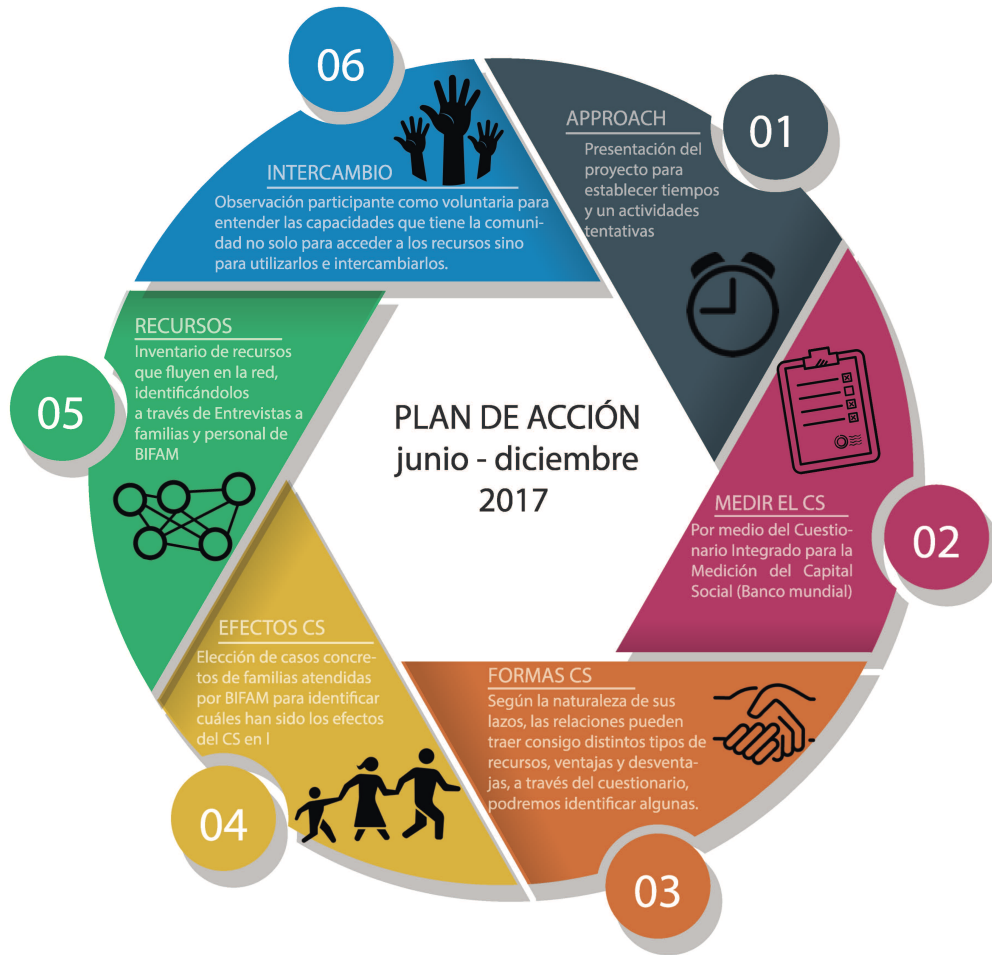 PLAN DE ACCIÓN
junio - diciembre
2017
01
APPROACH
Presentación del
proyecto para
establecer tiempos
y un actividades
tentativas
02
MEDIR EL CS
Por medio del Cuestio-
nario Integrado para la
Medición del Capital
Social (Banco mundial)
03
FORMAS CS
Según la naturaleza de sus
lazos, las relaciones pueden
traer consigo distintos tipos de
recursos, ventajas y desventa-
jas, a través del cuestionario,
podremos identificar algunas.
04
EFECTOS CS
Elección de casos concre-
tos de familias atendidas
por BIFAM para identificar
cuáles han sido los efectos
del CS en l
05
RECURSOS
Inventario de recursos
que fluyen en la red,
identificándolos
a través de Entrevistas a
familias y personal de
BIFAM
06
INTERCAMBIO
Observación participante como voluntaria para
entender las capacidades que tiene la comuni-
dad no solo para acceder a los recursos sino
para utilizarlos e intercambiarlos.